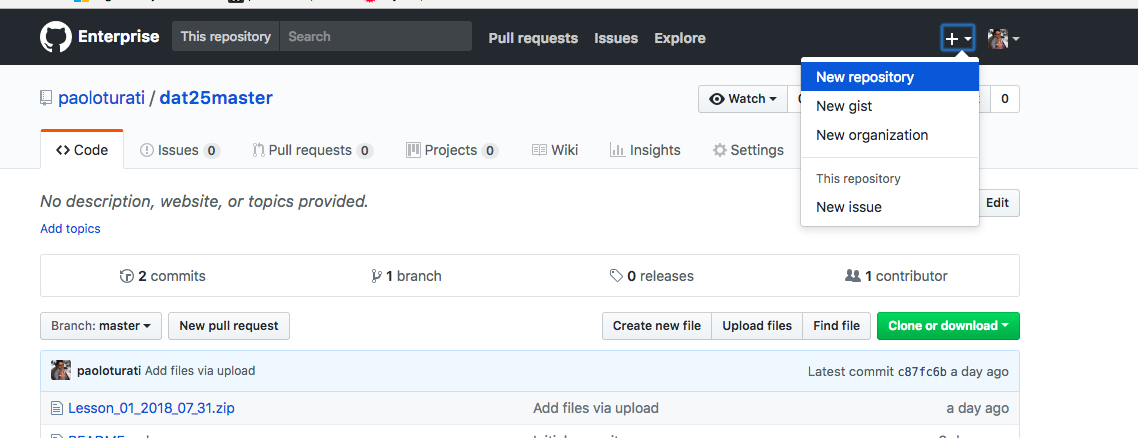 Enterprise This repository Search Pull requests Issues Explore
New repository
New gist
New organization
This repository
New issue
paoloturati / dat25master
Watch 0
Code Issues 0 Pull requests 0 Projects 0 Wiki Insights Settings
No description, website, or topics provided.
Edit
Add topics
2 commits 1 branch 0 releases 1 contributor
Branch: master New pull request Create new file Upload files Find file Clone or download
paoloturati Add files via upload Latest commit c87fc6b a day ago
Lesson_01_2018_07_31.zip Add files via upload a day ago